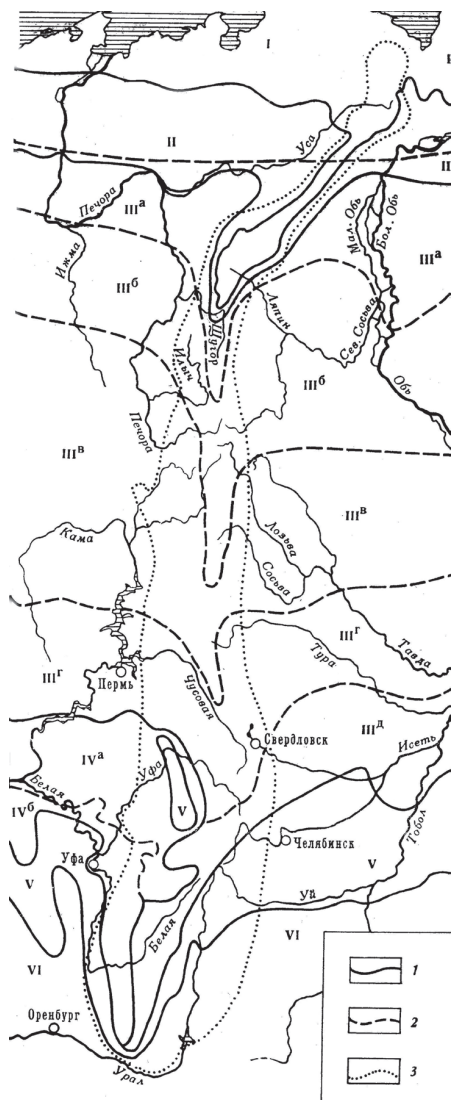 I
II
Уса
II
Печора
IIIа
Ижма
Мал. Обь
Бол. Обь
IIIа
IIIб
Ляпин
Щугор
Сев. Сосьва
Илыч
IIIб
Обь
Печора
IIIв
IIIв
Кама
Лозьва
Сосьва
IIIг
IIIг
Тура
Тавда
Пермь
Чусовая
IIIд
Свердловск
Исеть
IVа
Уфа
Белая
V
IVб
Тобол
Челябинск
Уфа
V
V
Белая
Уй
VI
VI
Оренбург
Урал
1
2
3